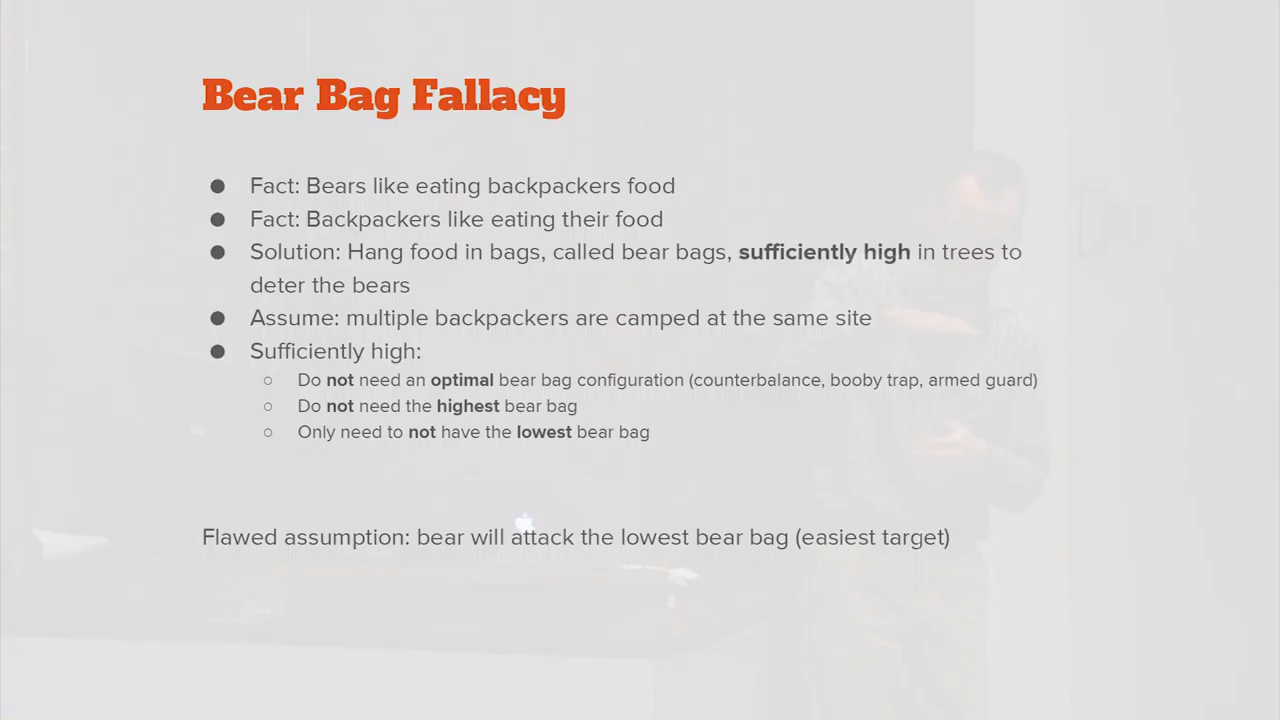 Bear Bag Fallacy
● Fact: Bears like eating backpackers food
● Fact: Backpackers like eating their food
● Solution: Hang food in bags, called bear bags, sufficiently high in trees to
deter the bears
● Assume: multiple backpackers are camped at the same site
● Sufficiently high:
○ Do not need an optimal bear bag configuration (counterbalance, booby trap, armed guard)
○ Do not need the highest bear bag
○ Only need to not have the lowest bear bag
Flawed assumption: bear will attack the lowest bear bag (easiest target)